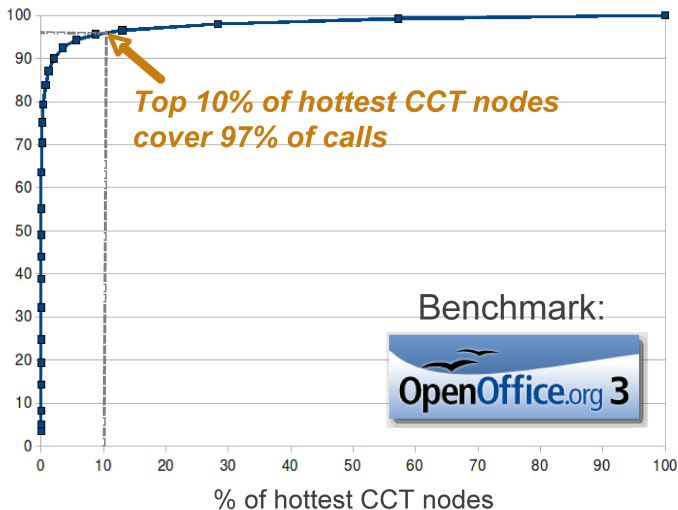 100
90
80
70
60
50
40
30
20
10
0
Top 10% of hottest CCT nodes
cover 97% of calls
Benchmark:
OpenOffice.org 3
0 10 20 30 40 50 60 70 80 90 100
% of hottest CCT nodes